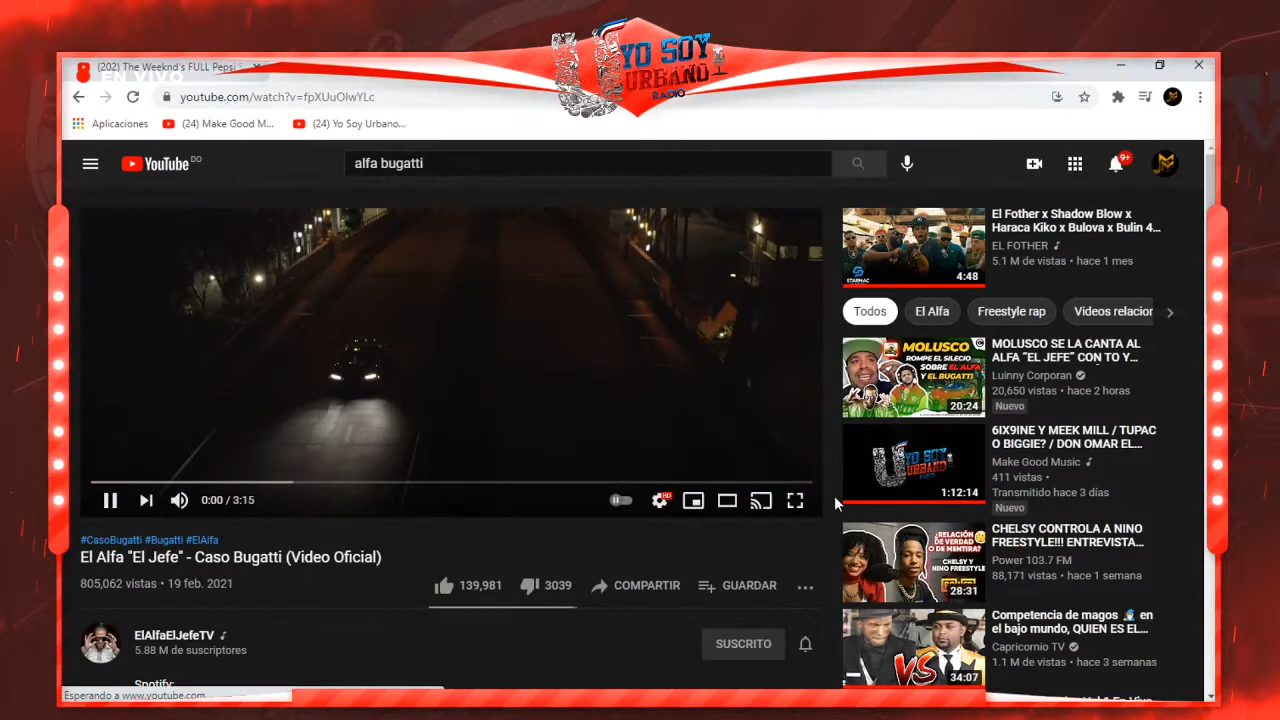 YO SOY
URBANO
RADIO
(202) The Weeknd's FULL Pepsi S
EN VIVO
youtube.com/watch?v=fpXUuOIwYLc
Aplicaciones
(24) Make Good M...
(24) Yo Soy Urbano...
YouTube DO
alfa bugatti
9+
0:00 / 3:15
HD
#CasoBugatti #Bugatti #ElAlfa
El Alfa "El Jefe" - Caso Bugatti (Video Oficial)
805,062 vistas • 19 feb. 2021
139,981
3039
COMPARTIR
GUARDAR
ElAlfaElJefeTV
5.88 M de suscriptores
SUSCRITO
Spotify:
Esperando a www.youtube.com...
STARMAC
4:48
El Father x Shadow Blow x
Haraca Kiko x Bulova x Bulin 4...
EL FOTHER
5.1 M de vistas • hace 1 mes
Todos
El Alfa
Freestyle rap
Videos relacior
MOLUSCO
ROMPE EL SILECIO
SOBRE EL ALFA
Y EL BUGATTI
20:24
MOLUSCO SE LA CANTA AL
ALFA "EL JEFE" CON TO Y...
Luinny Corporan
20,650 vistas • hace 2 horas
Nuevo
YO SOY
URBANO
RADIO
1:12:14
6IX9INE Y MEEK MILL / TUPAC
O BIGGIE? / DON OMAR EL...
Make Good Music
411 vistas •
Transmitido hace 3 días
Nuevo
¿RELACIÓN
DE VERDAD
O DE MENTIRA?
CHELSY Y
NINO FREESTYLE
28:31
CHELSY CONTROLA A NINO
FREESTYLE!!! ENTREVISTA...
Power 103.7 FM
88,171 vistas • hace 1 semana
VS
34:07
Competencia de magos 🧙‍♂️ en
el bajo mundo, QUIEN ES EL...
Capricornio TV
1.1 M de vistas • hace 3 semanas